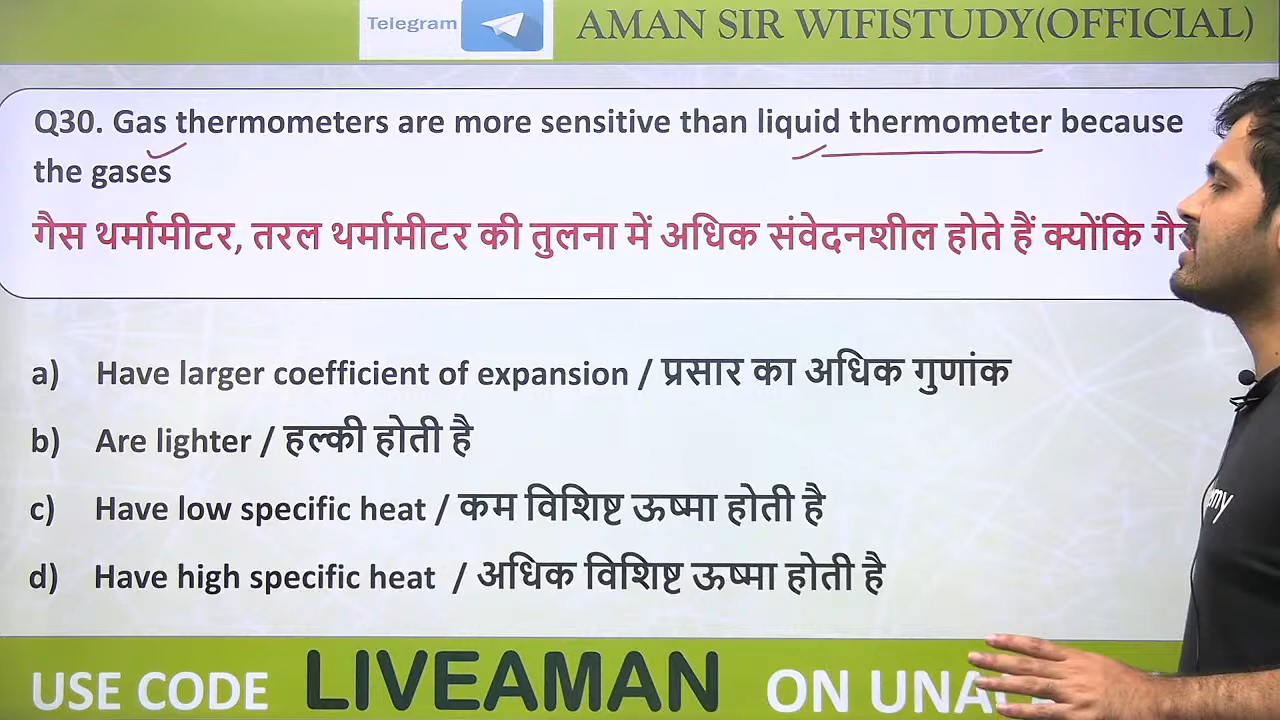 Telegram
AMAN SIR WIFISTUDY(OFFICIAL)
Q30. Gas thermometers are more sensitive than liquid thermometer because
the gases
गैस थर्मामीटर, तरल थर्मामीटर की तुलना में अधिक संवेदनशील होते हैं क्योंकि
a) Have larger coefficient of expansion / प्रसार का अधिक गुणांक
b) Are lighter / हल्की होती है
c) Have low specific heat / कम विशिष्ट ऊष्मा होती है
d) Have high specific heat / अधिक विशिष्ट ऊष्मा होती है
USE CODE LIVEAMAN ON